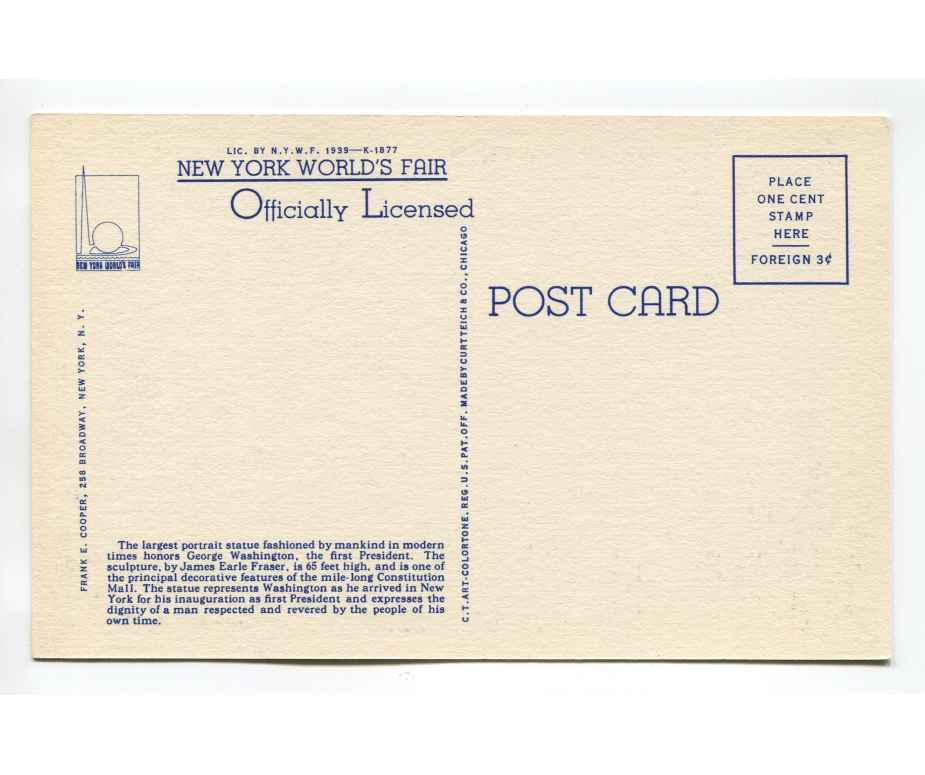 LIC. BY N.Y.W.F. 1939—K-1877
NEW YORK WORLD'S FAIR
Officially Licensed
NEW YORK WORLD'S FAIR
FRANK E. COOPER, 258 BROADWAY, NEW YORK, N. Y.
The largest portrait statue fashioned by mankind in modern
times honors George Washington, the first President. The
sculpture, by James Earle Fraser, is 65 feet high, and is one of
the principal decorative features of the mile-long Constitution
Mall. The statue represents Washington as he arrived in New
York for his inauguration as first President and expresses the
dignity of a man respected and revered by the people of his
own time.
C.T. ART-COLORTONE. REG. U.S. PAT. OFF. MADE BY CURT TEICH & CO., CHICAGO
POST CARD
PLACE
ONE CENT
STAMP
HERE
FOREIGN 3¢